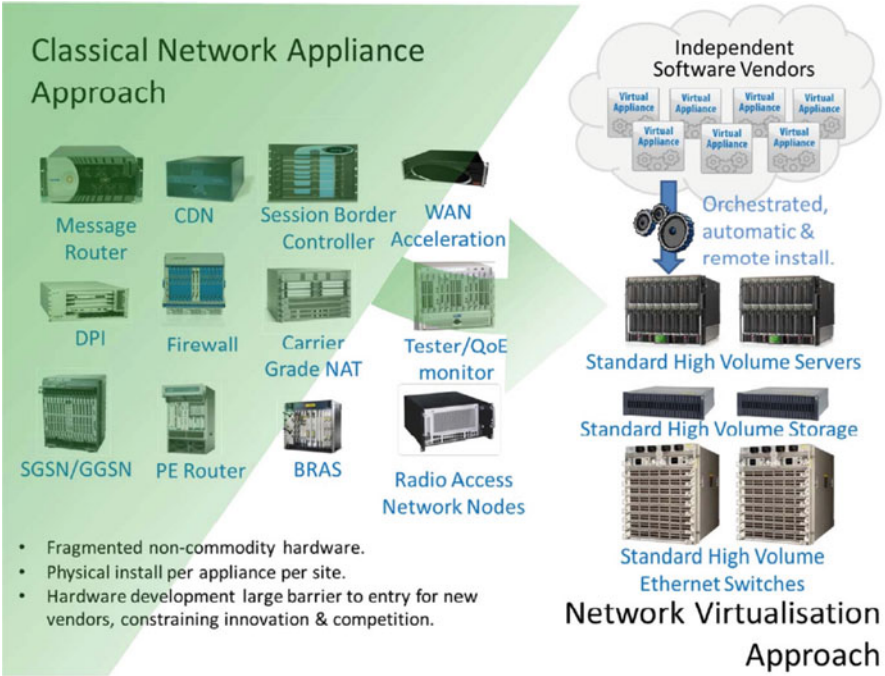 Classical Network Appliance
Approach
Message
Router
CDN
Session Border
Controller
WAN
Acceleration
DPI
Firewall
Carrier
Grade NAT
Tester/QoE
monitor
SGSN/GGSN
PE Router
BRAS
Radio Access
Network Nodes
• Fragmented non-commodity hardware.
• Physical install per appliance per site.
• Hardware development large barrier to entry for new
vendors, constraining innovation & competition.
Independent
Software Vendors
Virtual
Appliance
Virtual
Appliance
Virtual
Appliance
Virtual
Appliance
Virtual
Appliance
Virtual
Appliance
Virtual
Appliance
Orchestrated,
automatic &
remote install.
Standard High Volume Servers
Standard High Volume Storage
Standard High Volume
Ethernet Switches
Network Virtualisation
Approach